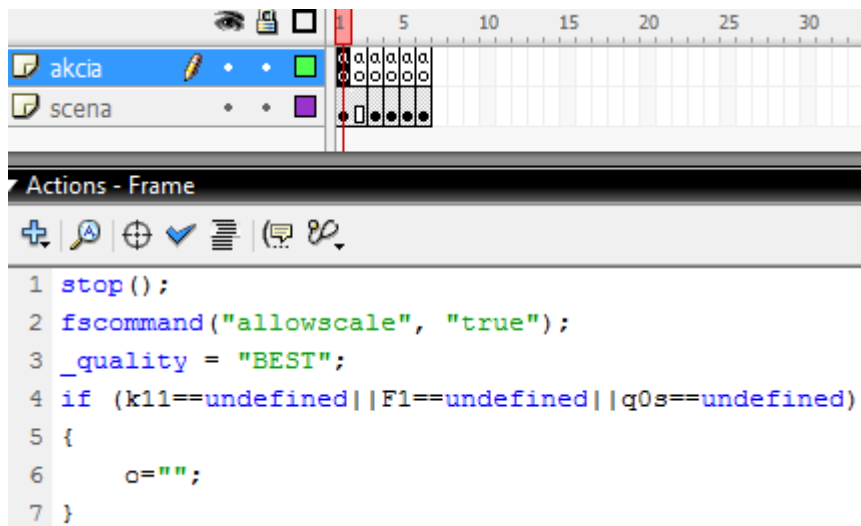 1 5 10 15 20 25 30
akcia a a a a a a
scena
Actions - Frame
1 stop();
2 fscommand("allowscale", "true");
3 _quality = "BEST";
4 if (k11==undefined||F1==undefined||q0s==undefined)
5 {
6 o="";
7 }